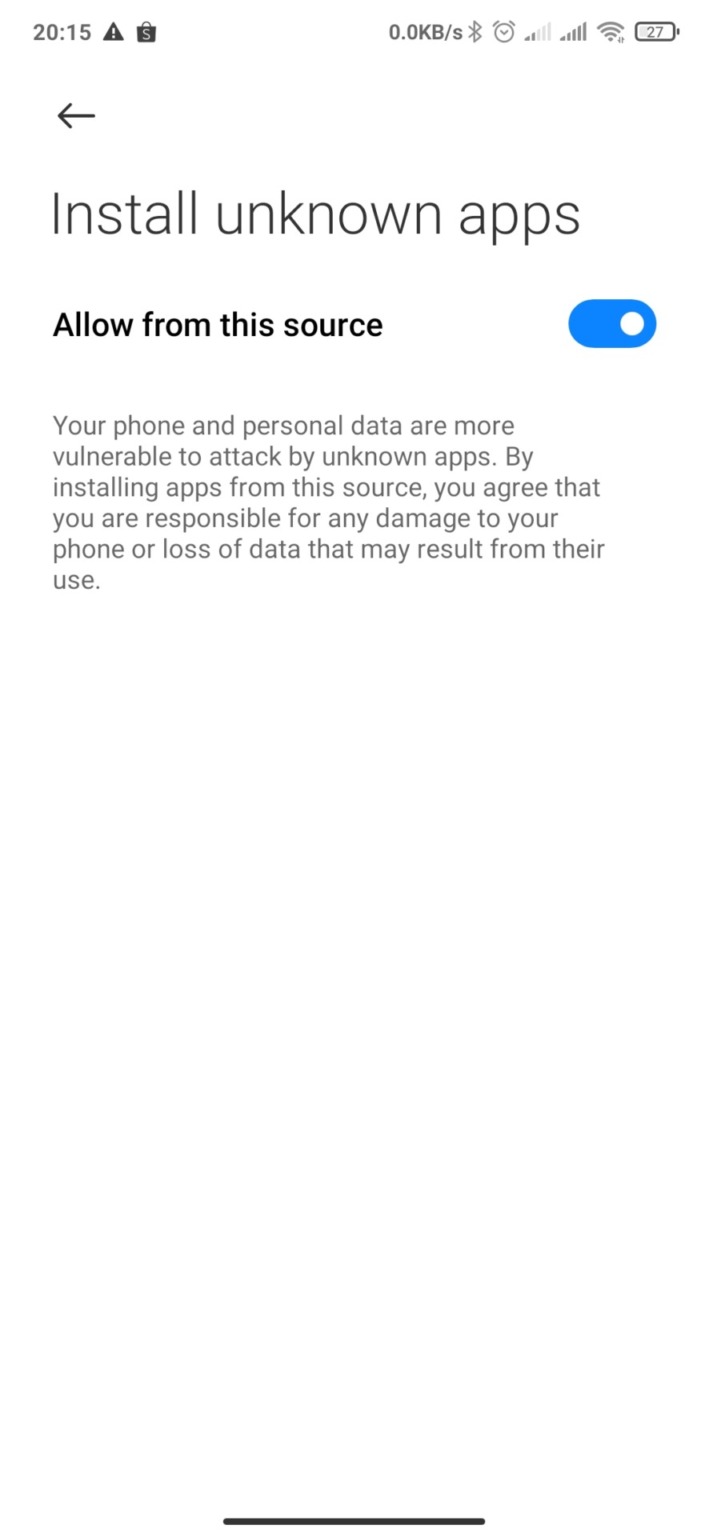 20:15 0.0KB/s 27
Install unknown apps
Allow from this source
Your phone and personal data are more
vulnerable to attack by unknown apps. By
installing apps from this source, you agree that
you are responsible for any damage to your
phone or loss of data that may result from their
use.